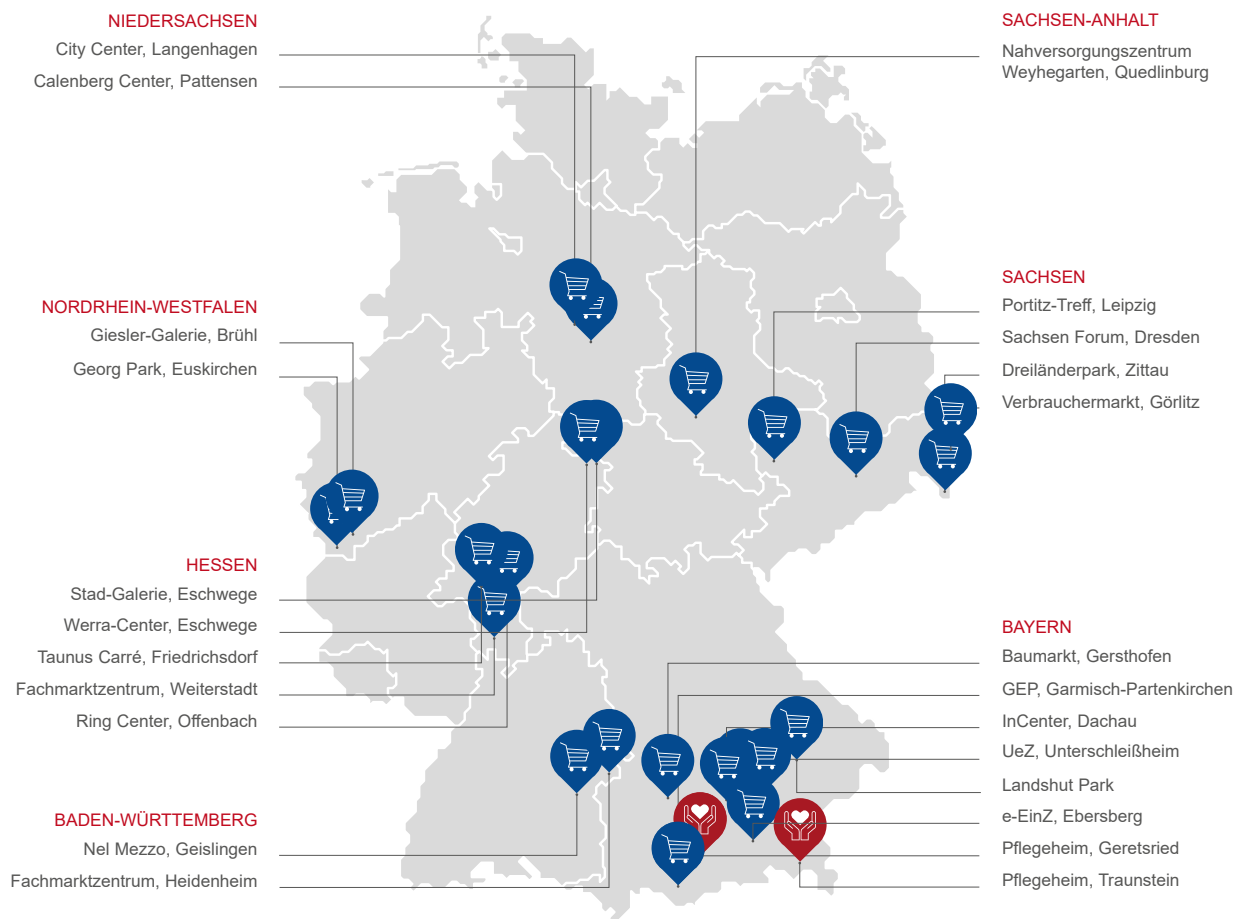 NIEDERSACHSEN
City Center, Langenhagen
Calenberg Center, Pattensen
NORDRHEIN-WESTFALEN
Giesler-Galerie, Brühl
Georg Park, Euskirchen
HESSEN
Stad-Galerie, Eschwege
Werra-Center, Eschwege
Taunus Carré, Friedrichsdorf
Fachmarktzentrum, Weiterstadt
Ring Center, Offenbach
BADEN-WÜRTTEMBERG
Nel Mezzo, Geislingen
Fachmarktzentrum, Heidenheim
SACHSEN-ANHALT
Nahversorgungszentrum
Weyhegarten, Quedlinburg
SACHSEN
Portitz-Treff, Leipzig
Sachsen Forum, Dresden
Dreiländerpark, Zittau
Verbrauchermarkt, Görlitz
BAYERN
Baumarkt, Gersthofen
GEP, Garmisch-Partenkirchen
InCenter, Dachau
UeZ, Unterschleißheim
Landshut Park
e-EinZ, Ebersberg
Pflegeheim, Geretsried
Pflegeheim, Traunstein